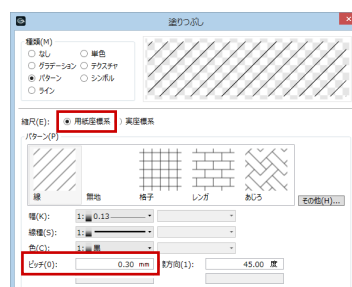 塗りつぶし
種類(M)
なし 単色
グラデーション テクスチャ
パターン シンボル
ライン
縮尺(E): 用紙座標系 実座標系
パターン(P)
線 無地 格子 レンガ あじろ
その他(H)...
幅(K): 1: 0.13
線種(S): 1:
色(C): 1: 黒
ピッチ(O): 0.30 mm 線方向(1): 45.00 度